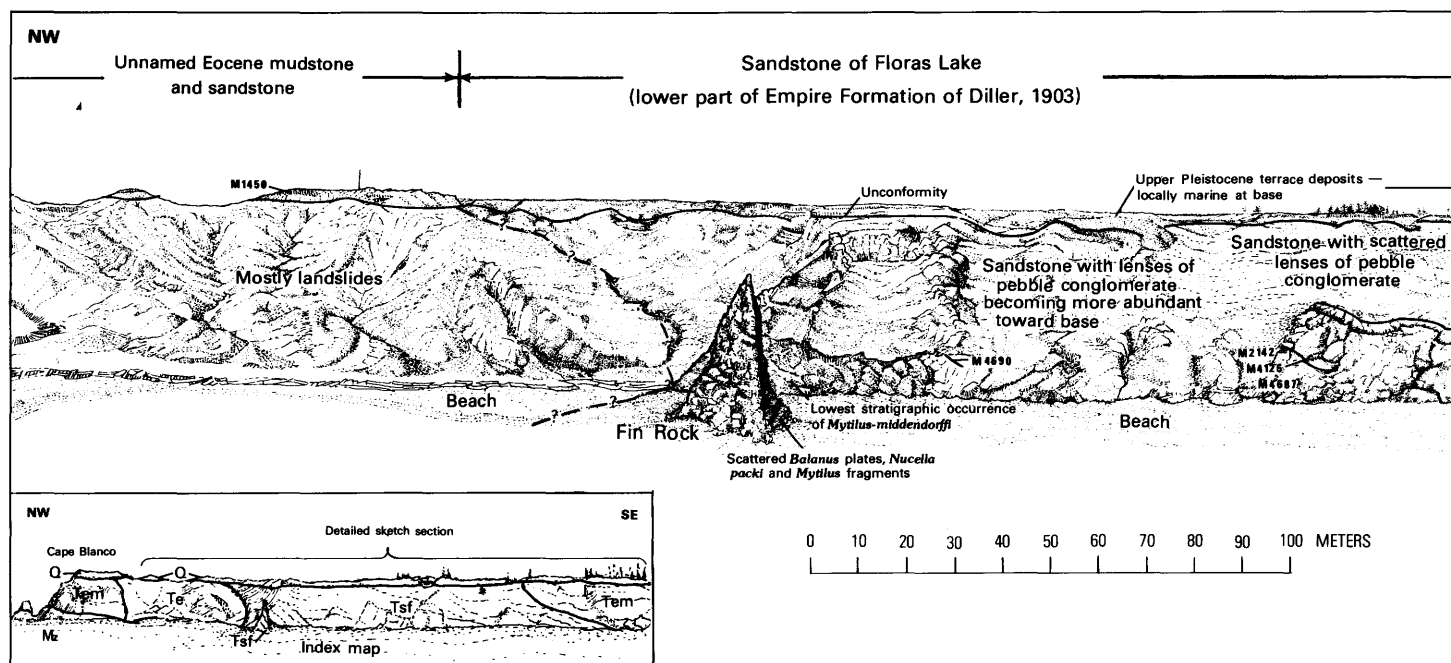 NW
Unnamed Eocene mudstone
and sandstone
Sandstone of Floras Lake
(lower part of Empire Formation of Diller, 1903)
M1450
Unconformity
Upper Pleistocene terrace deposits —
locally marine at base
Mostly landslides
Sandstone with lenses of
pebble conglomerate
becoming more abundant
toward base
Sandstone with scattered
lenses of pebble
conglomerate
?
?
?
M4690
M2142
M4126
M4687
Beach
?
Fin Rock
Lowest stratigraphic occurrence
of Mytilus-middendorffi
Beach
Scattered Balanus plates, Nucella
packi and Mytilus fragments
NW
SE
Detailed sketch section
Cape Blanco
Q
Q
Tem
Te
Tsf
Tem
Mz
Tsf
Index map
0 10 20 30 40 50 60 70 80 90 100 METERS